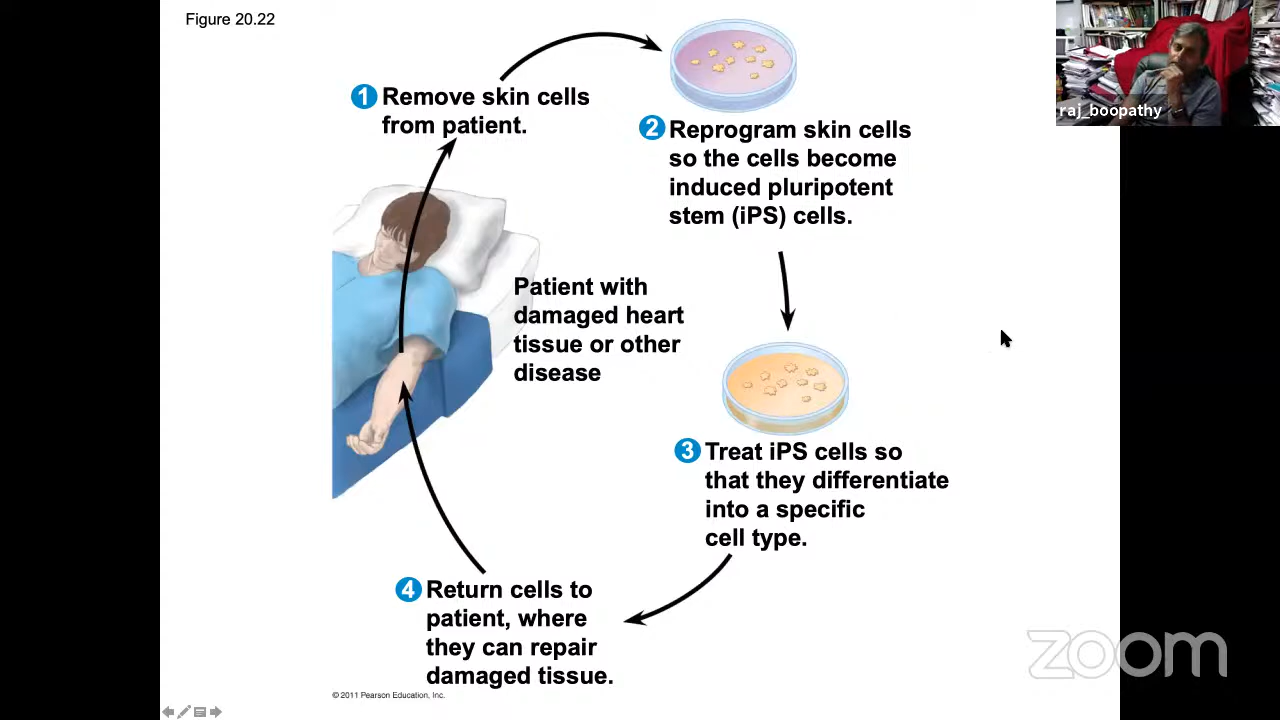 Figure 20.22
1 Remove skin cells
from patient.
2 Reprogram skin cells
so the cells become
induced pluripotent
stem (iPS) cells.
Patient with
damaged heart
tissue or other
disease
3 Treat iPS cells so
that they differentiate
into a specific
cell type.
4 Return cells to
patient, where
they can repair
damaged tissue.
© 2011 Pearson Education, Inc.
raj_boopathy
zoom